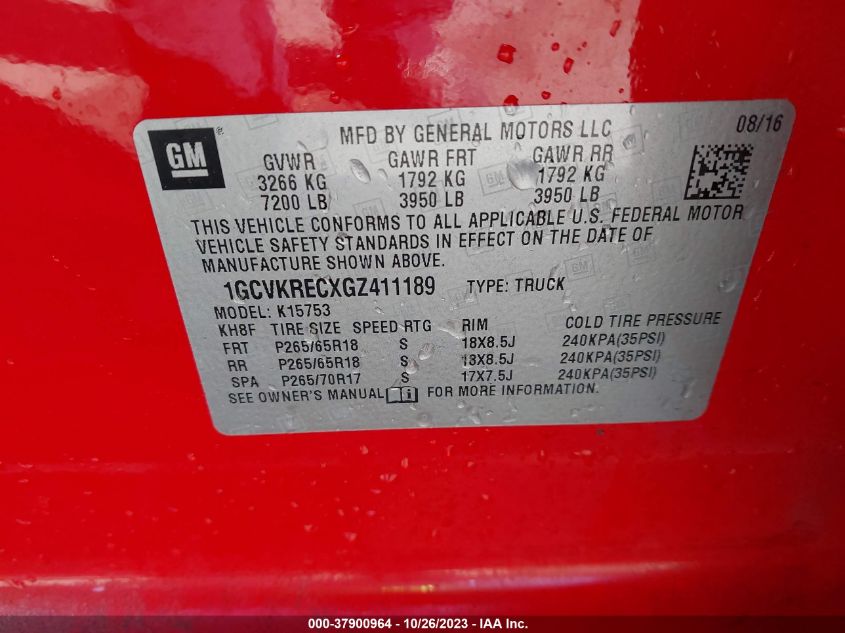 GM
MFD BY GENERAL MOTORS LLC 08/16
GVWR GAWR FRT GAWR RR
3266 KG 1792 KG 1792 KG
7200 LB 3950 LB 3950 LB
THIS VEHICLE CONFORMS TO ALL APPLICABLE U.S. FEDERAL MOTOR
VEHICLE SAFETY STANDARDS IN EFFECT ON THE DATE OF
MANUFACTURE SHOWN ABOVE.
1GCVKRECXGZ411189 TYPE: TRUCK
MODEL: K15753
KH8F TIRE SIZE SPEED RTG RIM COLD TIRE PRESSURE
FRT P265/65R18 S 18X8.5J 240KPA(35PSI)
RR P265/65R18 S 18X8.5J 240KPA(35PSI)
SPA P265/70R17 S 17X7.5J 240KPA(35PSI)
SEE OWNER'S MANUAL i FOR MORE INFORMATION.
000-37900964 - 10/26/2023 - IAA Inc.